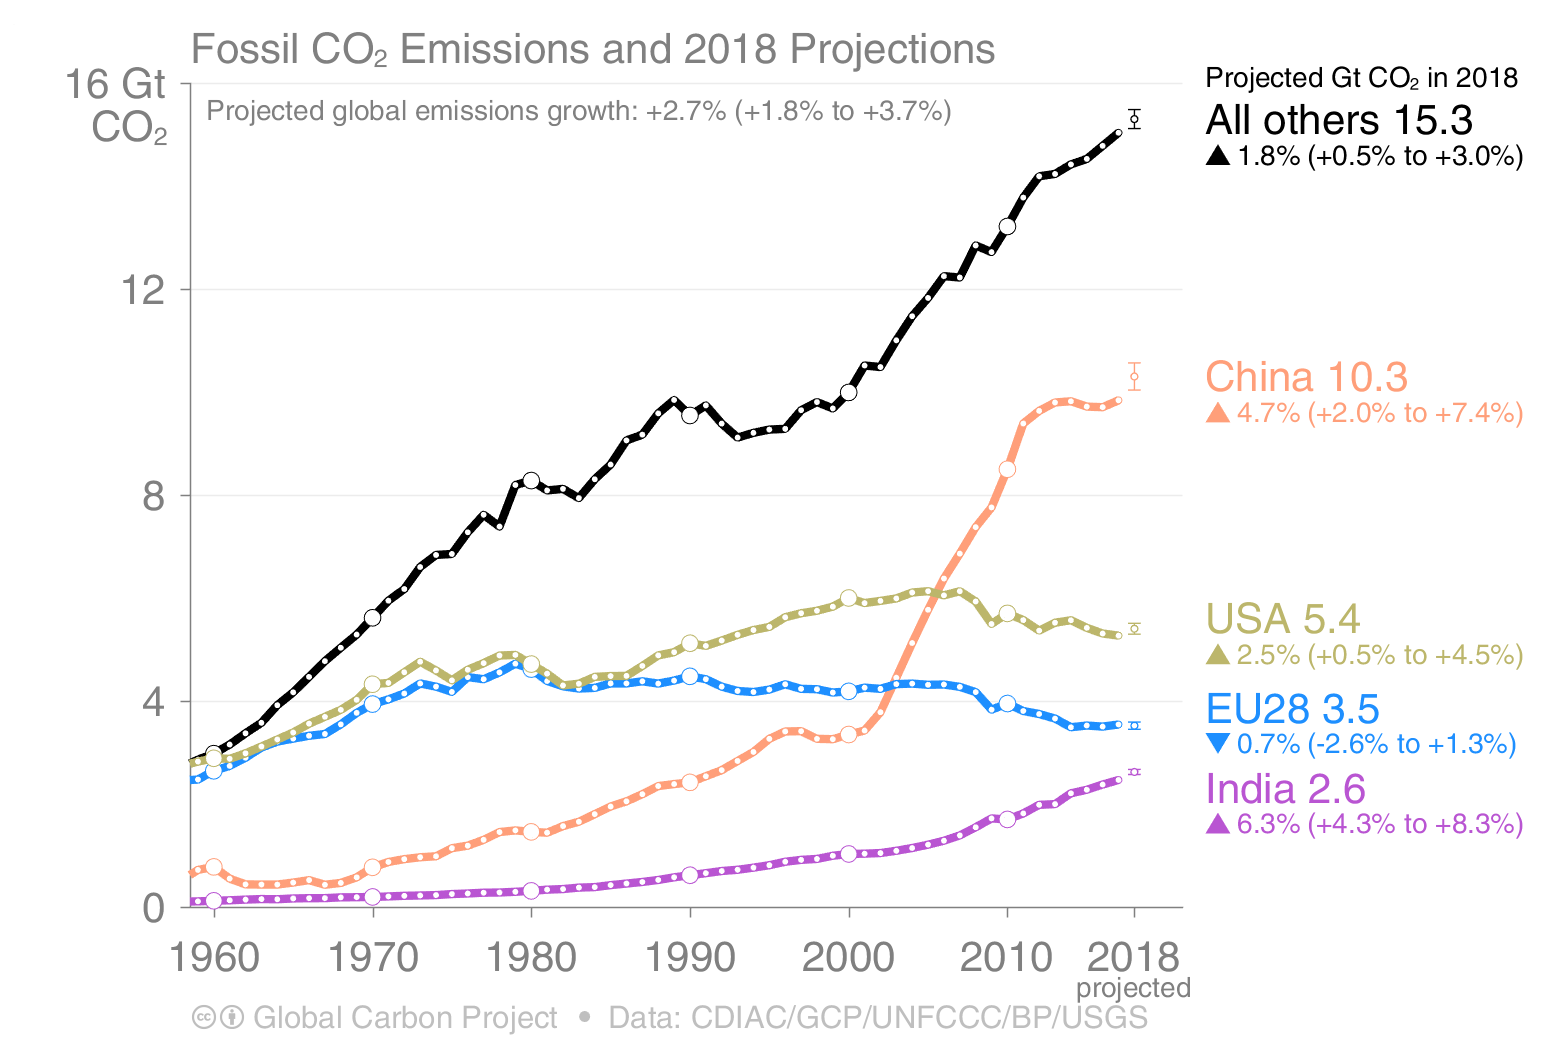 Fossil CO₂ Emissions and 2018 Projections
16 Gt
CO₂
Projected global emissions growth: +2.7% (+1.8% to +3.7%)
Projected Gt CO₂ in 2018
All others 15.3
▲ 1.8% (+0.5% to +3.0%)
12
China 10.3
▲ 4.7% (+2.0% to +7.4%)
8
USA 5.4
▲ 2.5% (+0.5% to +4.5%)
4
EU28 3.5
▼ 0.7% (-2.6% to +1.3%)
India 2.6
▲ 6.3% (+4.3% to +8.3%)
0
1960 1970 1980 1990 2000 2010 2018
projected
cc Global Carbon Project • Data: CDIAC/GCP/UNFCCC/BP/USGS